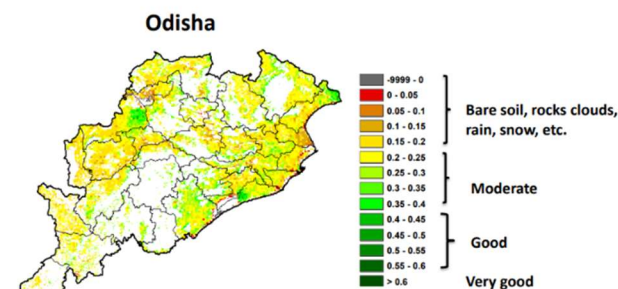 Odisha
-9999 - 0
0 - 0.05
0.05 - 0.1
0.1 - 0.15
0.15 - 0.2
0.2 - 0.25
0.25 - 0.3
0.3 - 0.35
0.35 - 0.4
0.4 - 0.45
0.45 - 0.5
0.5 - 0.55
0.55 - 0.6
> 0.6
Bare soil, rocks clouds,
rain, snow, etc.
Moderate
Good
Very good